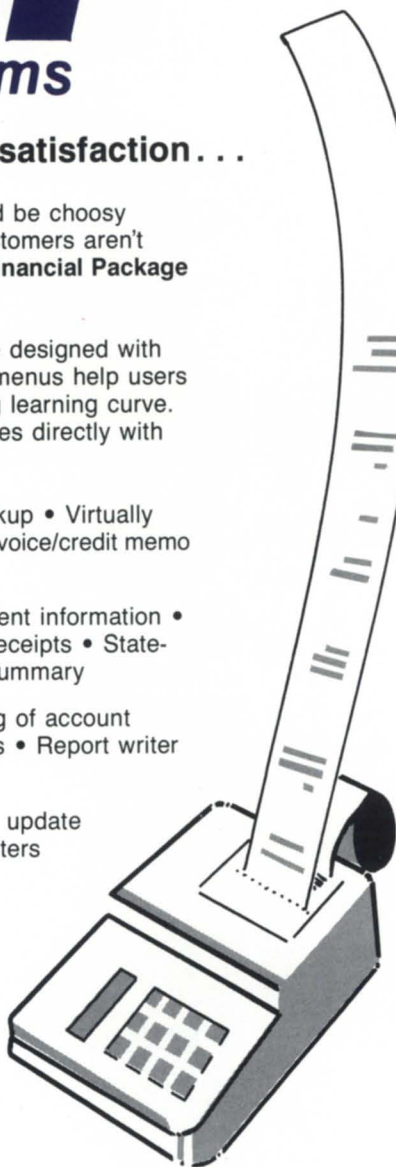 ms
satisfaction...
d be choosy
tomers aren't
nancial Package
designed with
menus help users
g learning curve.
es directly with
kup • Virtually
voice/credit memo
ent information •
eceipts • State-
ummary
g of account
s • Report writer
update
ters